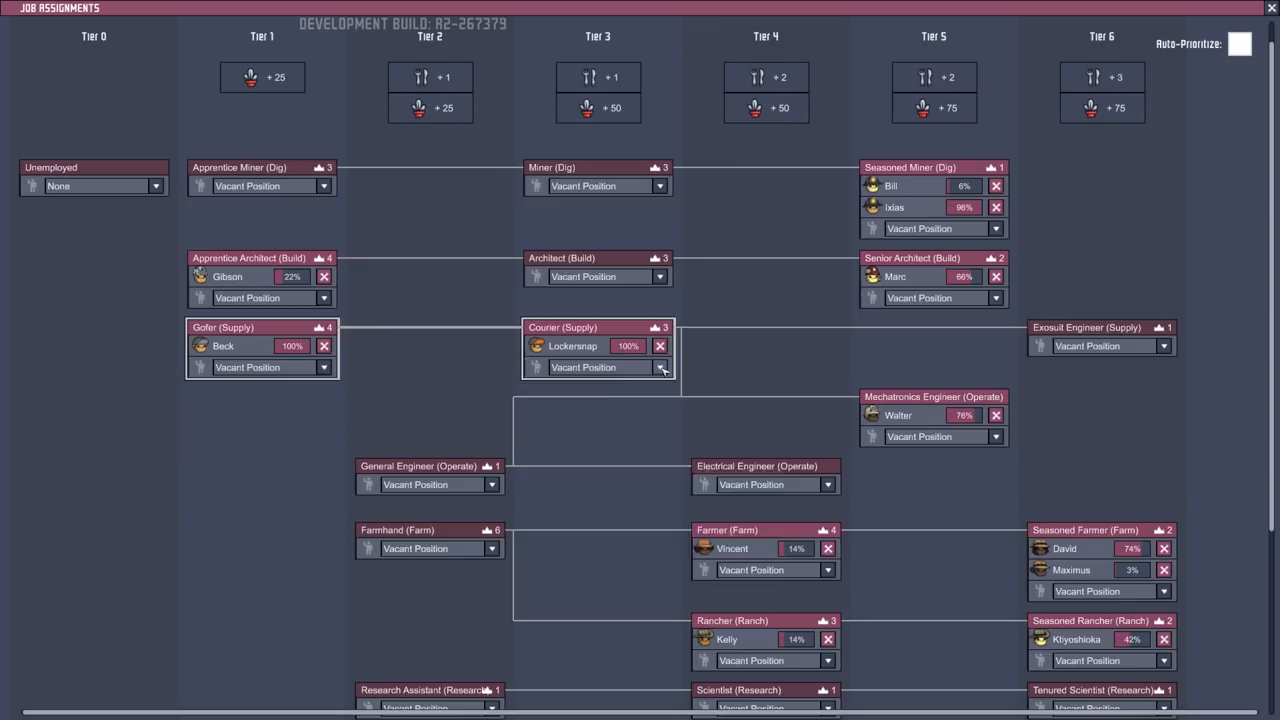 JOB ASSIGNMENTS
DEVELOPMENT BUILD: R2-267379
Tier 0 Tier 1 Tier 2 Tier 3 Tier 4 Tier 5 Tier 6
Auto-Prioritize:
+ 25 + 1 + 1 + 2 + 2 + 3
+ 25 + 50 + 50 + 75 + 75
Unemployed Apprentice Miner (Dig) 3 Miner (Dig) 3 Seasoned Miner (Dig) 1
None Vacant Position Vacant Position Bill 6%
Ixias 96%
Vacant Position
Apprentice Architect (Build) 4 Architect (Build) 3 Senior Architect (Build) 2
Gibson 22% Vacant Position Marc 66%
Vacant Position Vacant Position
Gofer (Supply) 4 Courier (Supply) 3 Exosuit Engineer (Supply) 1
Beck 100% Lockersnap 100% Vacant Position
Vacant Position Vacant Position
Mechatronics Engineer (Operate)
Walter 76%
Vacant Position
General Engineer (Operate) 1 Electrical Engineer (Operate)
Vacant Position Vacant Position
Farmhand (Farm) 6 Farmer (Farm) 4 Seasoned Farmer (Farm) 2
Vacant Position Vincent 14% David 74%
Vacant Position Maximus 3%
Vacant Position
Rancher (Ranch) 3 Seasoned Rancher (Ranch) 2
Kelly 14% Ktiyoshioka 42%
Vacant Position Vacant Position
Research Assistant (Research 1 Scientist (Research) 1 Tenured Scientist (Research) 1
Vacant Position Vacant Position Vacant Position